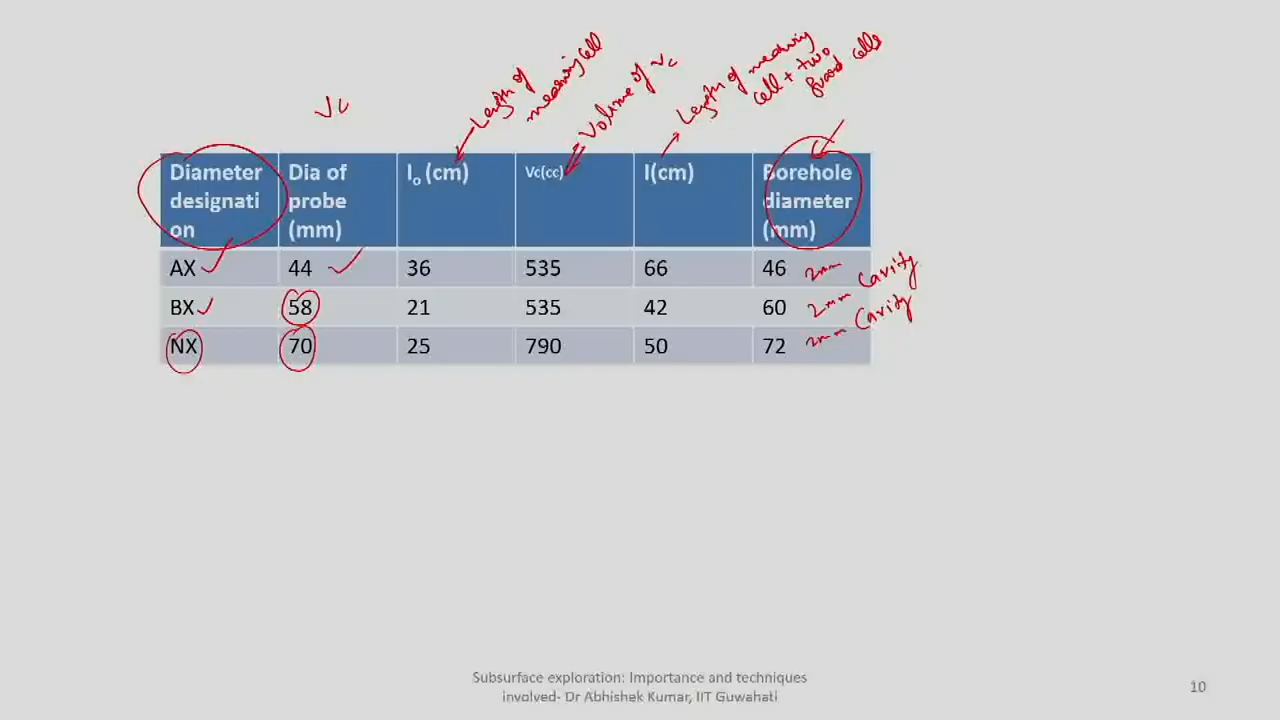 Vc
Length of
measuring cell
Volume of Vc
Length of measuring
cell + two
guard cells
Diameter designati on Dia of probe (mm) Io (cm) Vc(cc) I(cm) Borehole diameter (mm)
AX 44 36 535 66 46 2mm cavity
BX 58 21 535 42 60 2mm cavity
NX 70 25 790 50 72 2mm
Subsurface exploration: Importance and techniques
involved- Dr Abhishek Kumar, IIT Guwahati
10